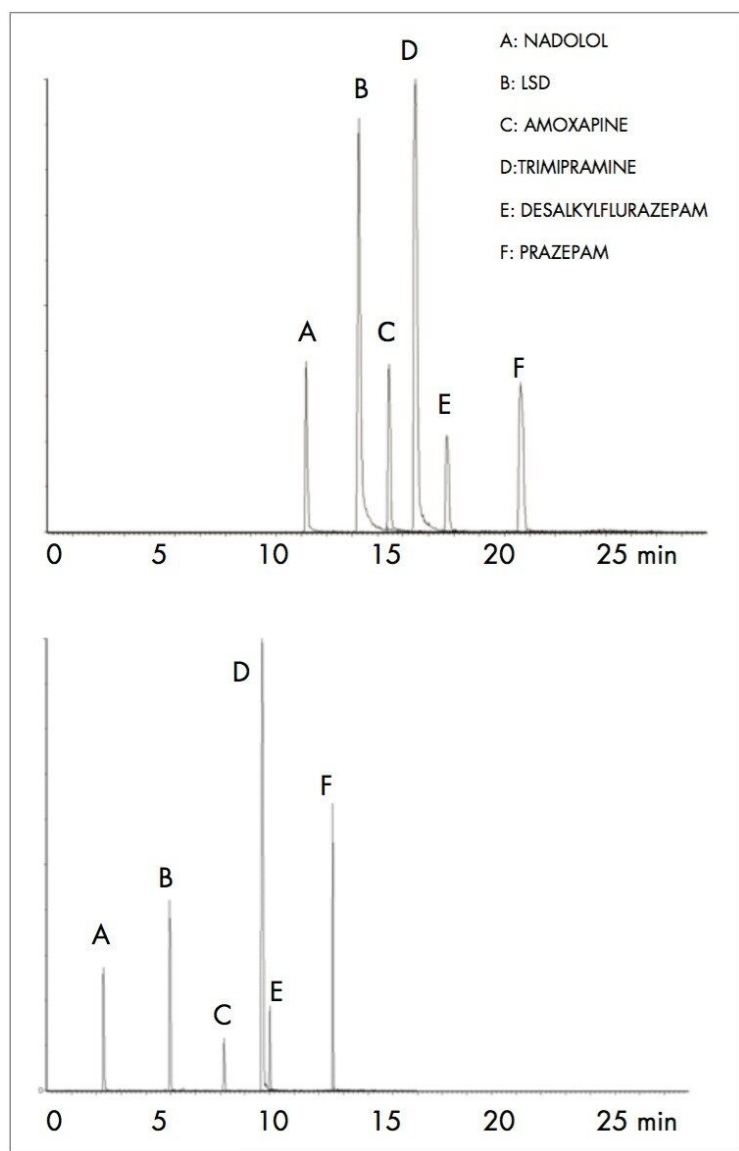 A: NADOLOL
D
B: LSD
B
C: AMOXAPINE
D:TRIMIPRAMINE
E: DESALKYLFLURAZEPAM
F: PRAZEPAM
A
C
F
E
0 5 10 15 20 25 min
D
F
B
A
E
C
0
0 5 10 15 20 25 min